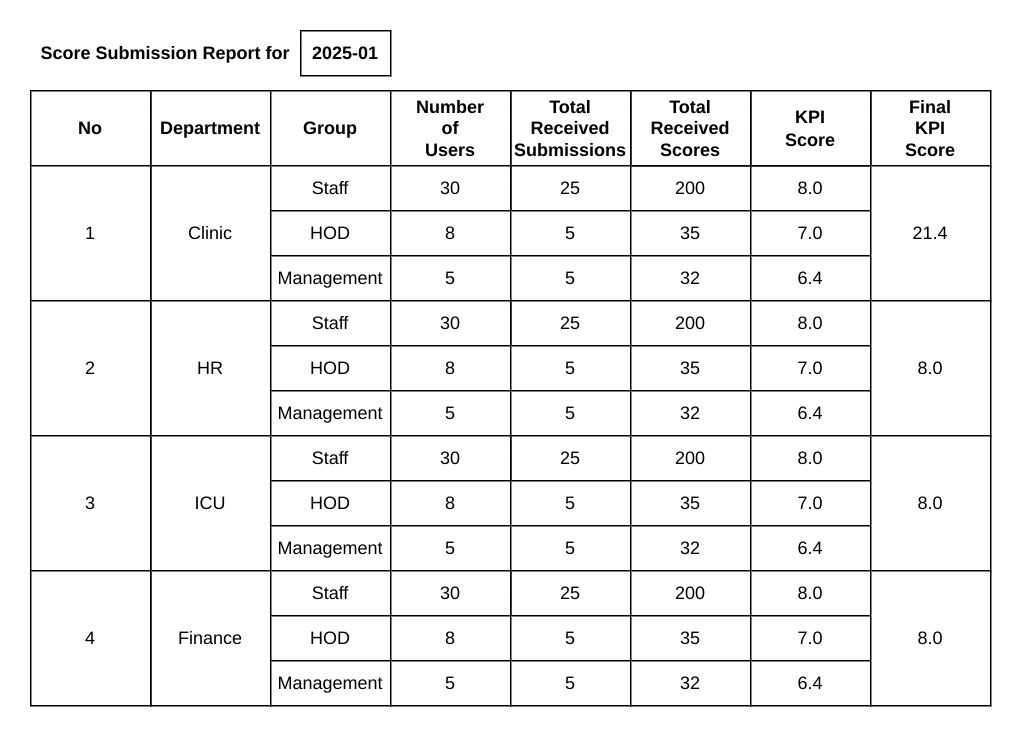 Score Submission Report for 2025-01
No Department Group Number of Users Total Received Submissions Total Received Scores KPI Score Final KPI Score
1 Clinic Staff 30 25 200 8.0 21.4
HOD 8 5 35 7.0
Management 5 5 32 6.4
2 HR Staff 30 25 200 8.0 8.0
HOD 8 5 35 7.0
Management 5 5 32 6.4
3 ICU Staff 30 25 200 8.0 8.0
HOD 8 5 35 7.0
Management 5 5 32 6.4
4 Finance Staff 30 25 200 8.0 8.0
HOD 8 5 35 7.0
Management 5 5 32 6.4